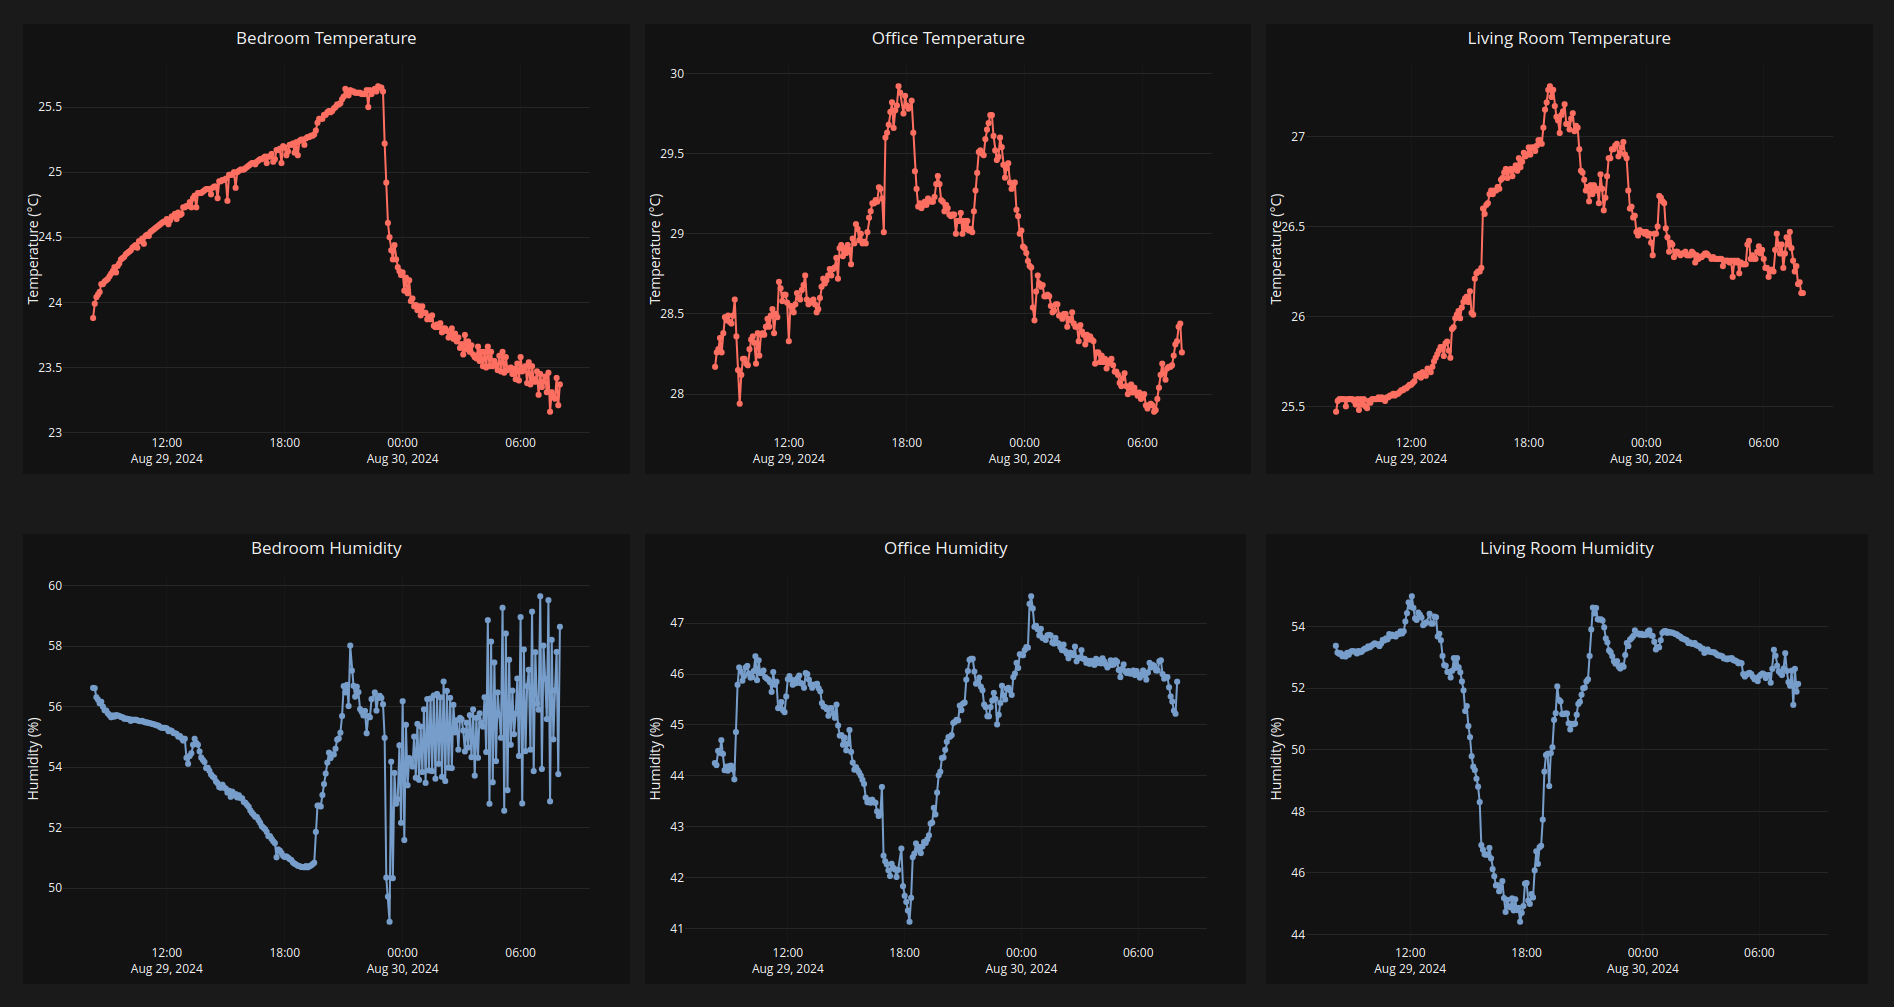 Bedroom Temperature
Temperature (°C)
25.5
25
24.5
24
23.5
23
12:00
Aug 29, 2024
18:00
00:00
Aug 30, 2024
06:00
Office Temperature
Temperature (°C)
30
29.5
29
28.5
28
12:00
Aug 29, 2024
18:00
00:00
Aug 30, 2024
06:00
Living Room Temperature
Temperature (°C)
27
26.5
26
25.5
12:00
Aug 29, 2024
18:00
00:00
Aug 30, 2024
06:00
Bedroom Humidity
Humidity (%)
60
58
56
54
52
50
12:00
Aug 29, 2024
18:00
00:00
Aug 30, 2024
06:00
Office Humidity
Humidity (%)
47
46
45
44
43
42
41
12:00
Aug 29, 2024
18:00
00:00
Aug 30, 2024
06:00
Living Room Humidity
Humidity (%)
54
52
50
48
46
44
12:00
Aug 29, 2024
18:00
00:00
Aug 30, 2024
06:00